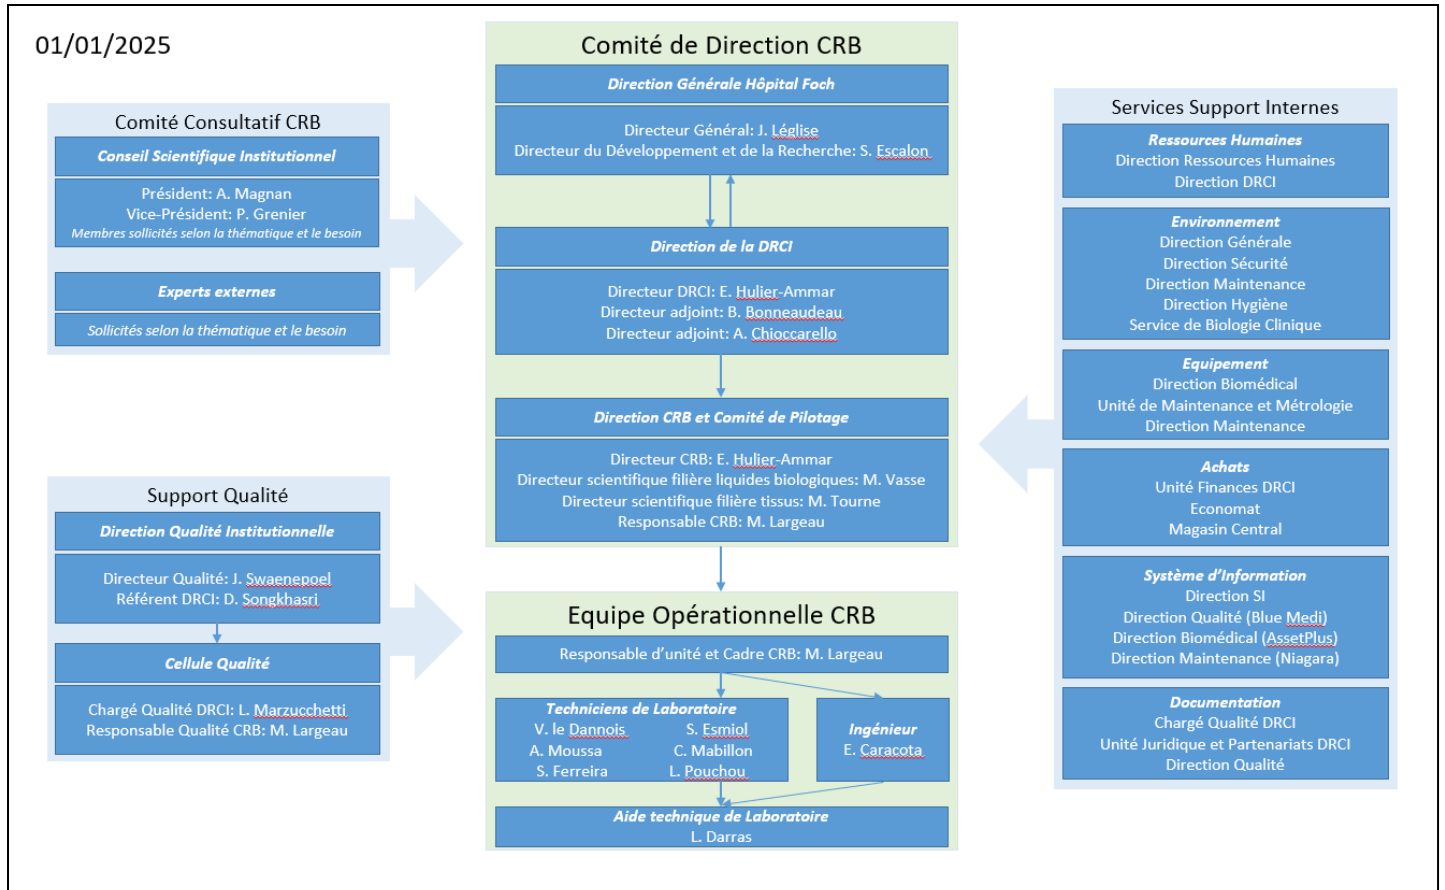 01/01/2025
Comité Consultatif CRB
Conseil Scientifique Institutionnel
Président: A. Magnan
Vice-Président: P. Grenier
Membres sollicités selon la thématique et le besoin
Experts externes
Sollicités selon la thématique et le besoin
Support Qualité
Direction Qualité Institutionnelle
Directeur Qualité: J. Swaenepoel
Référent DRCI: D. Songkhasri
Cellule Qualité
Chargé Qualité DRCI: L. Marzucchetti
Responsable Qualité CRB: M. Largeau
Comité de Direction CRB
Direction Générale Hôpital Foch
Directeur Général: J. Léglise
Directeur du Développement et de la Recherche: S. Escalon
Direction de la DRCI
Directeur DRCI: E. Hulier-Ammar
Directeur adjoint: B. Bonneaudeau
Directeur adjoint: A. Chioccarello
Direction CRB et Comité de Pilotage
Directeur CRB: E. Hulier-Ammar
Directeur scientifique filière liquides biologiques: M. Vasse
Directeur scientifique filière tissus: M. Tourne
Responsable CRB: M. Largeau
Equipe Opérationnelle CRB
Responsable d’unité et Cadre CRB: M. Largeau
Techniciens de Laboratoire
V. le Dannois S. Esmiol
A. Moussa C. Mabillon
S. Ferreira L. Pouchou
Ingénieur
E. Caracota
Aide technique de Laboratoire
L. Darras
Services Support Internes
Ressources Humaines
Direction Ressources Humaines
Direction DRCI
Environnement
Direction Générale
Direction Sécurité
Direction Maintenance
Direction Hygiène
Service de Biologie Clinique
Equipement
Direction Biomédical
Unité de Maintenance et Métrologie
Direction Maintenance
Achats
Unité Finances DRCI
Economat
Magasin Central
Système d’Information
Direction SI
Direction Qualité (Blue Medi)
Direction Biomédical (AssetPlus)
Direction Maintenance (Niagara)
Documentation
Chargé Qualité DRCI
Unité Juridique et Partenariats DRCI
Direction Qualité